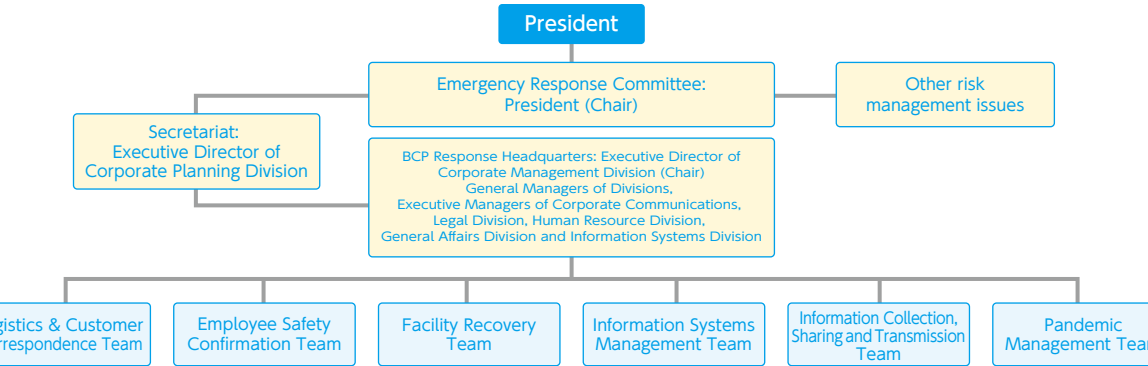 President
Emergency Response Committee:
President (Chair)
Other risk
management issues
Secretariat:
Executive Director of
Corporate Planning Division
BCP Response Headquarters: Executive Director of
Corporate Management Division (Chair)
General Managers of Divisions,
Executive Managers of Corporate Communications,
Legal Division, Human Resource Division,
General Affairs Division and Information Systems Division
& Customer
Team
Employee Safety
Confirmation Team
Facility Recovery
Team
Information Systems
Management Team
Information Collection,
Sharing and Transmission
Team
Pandemic
Management